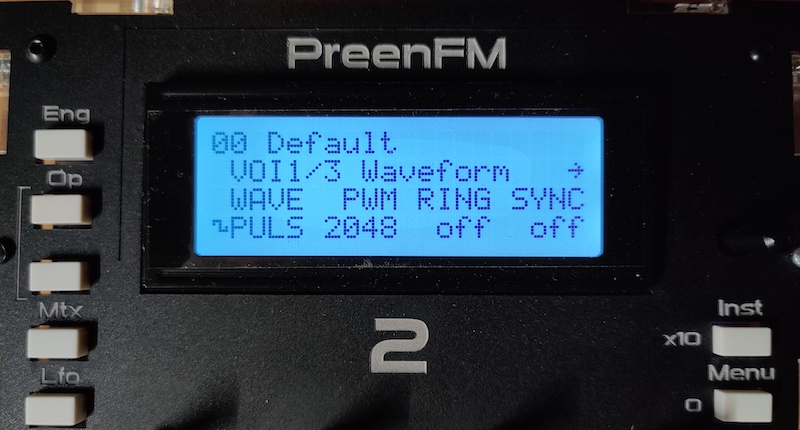 PreenFM
Eng
Op
Mtx
Lfo
00 Default
VOI1/3 Waveform →
WAVE PWM RING SYNC
PULS 2048 off off
2
Inst
x10
Menu
0